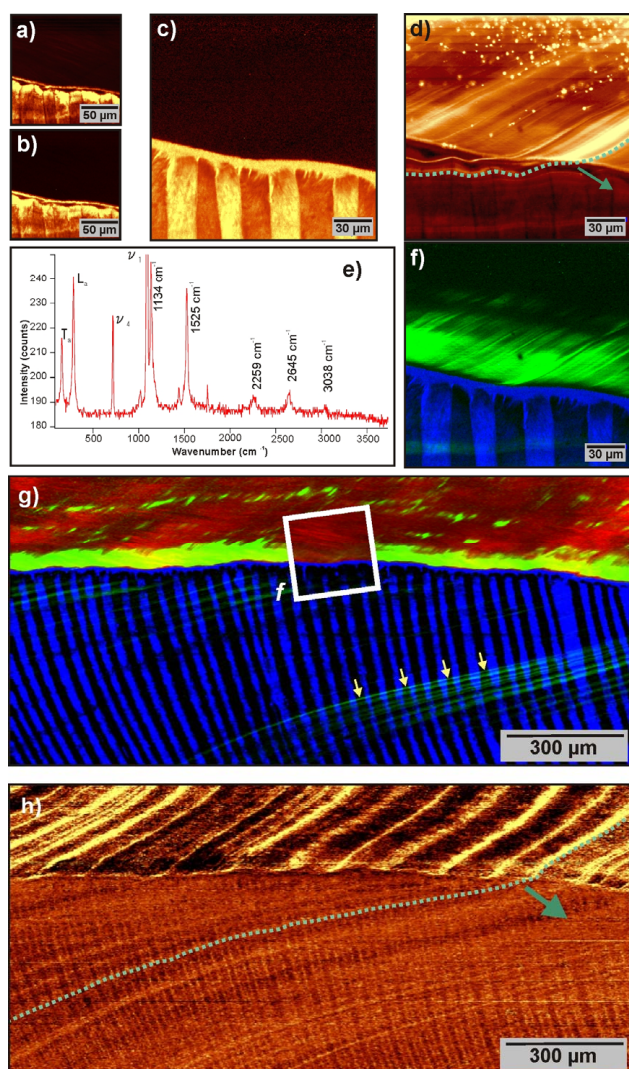 a)
50 µm
b)
50 µm
c)
30 µm
d)
30 µm
e)
Intensity (counts)
240
230
220
210
200
190
180
Tₐ
Lₐ
ν₄
ν₁
1134 cm⁻¹
1525 cm⁻¹
2259 cm⁻¹
2645 cm⁻¹
3038 cm⁻¹
500 1000 1500 2000 2500 3000 3500
Wavenumber (cm⁻¹)
f)
30 µm
g)
f
300 µm
h)
300 µm